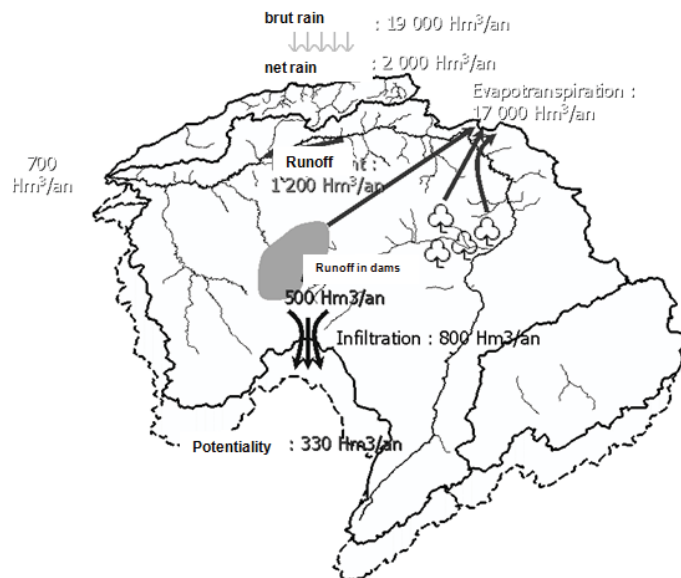 brut rain : 19 000 Hm³/an
net rain : 2 000 Hm³/an
Evapotranspiration :
17 000 Hm³/an
700
Hm³/an
Runoff :
1 200 Hm³/an
Runoff in dams
500 Hm3/an
Infiltration : 800 Hm3/an
Potentiality : 330 Hm3/an